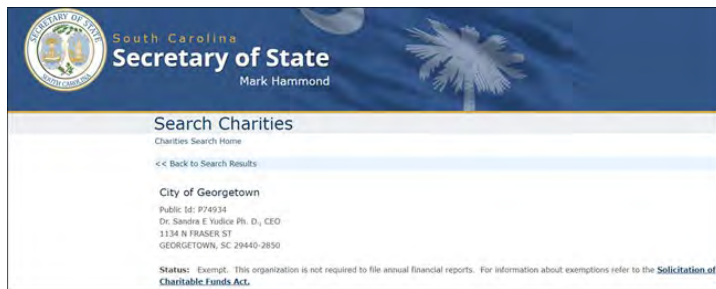 South Carolina
Secretary of State
Mark Hammond
Search Charities
Charities Search Home
<< Back to Search Results
City of Georgetown
Public Id: P74934
Dr. Sandra E Yudice Ph. D., CEO
1134 N FRASER ST
GEORGETOWN, SC 29440-2850
Status: Exempt. This organization is not required to file annual financial reports. For information about exemptions refer to the Solicitation of
Charitable Funds Act.